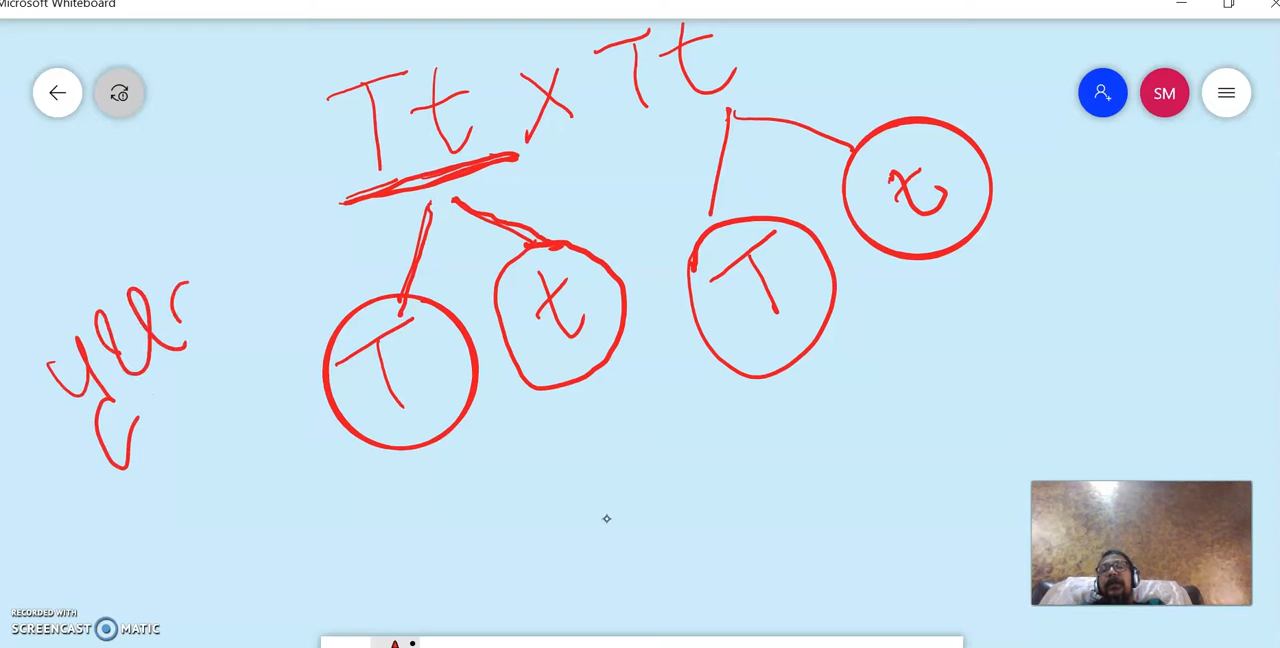 Microsoft Whiteboard
Tt x Tt
SM
t
T
t
T
RECORDED WITH
SCREENCAST MATIC